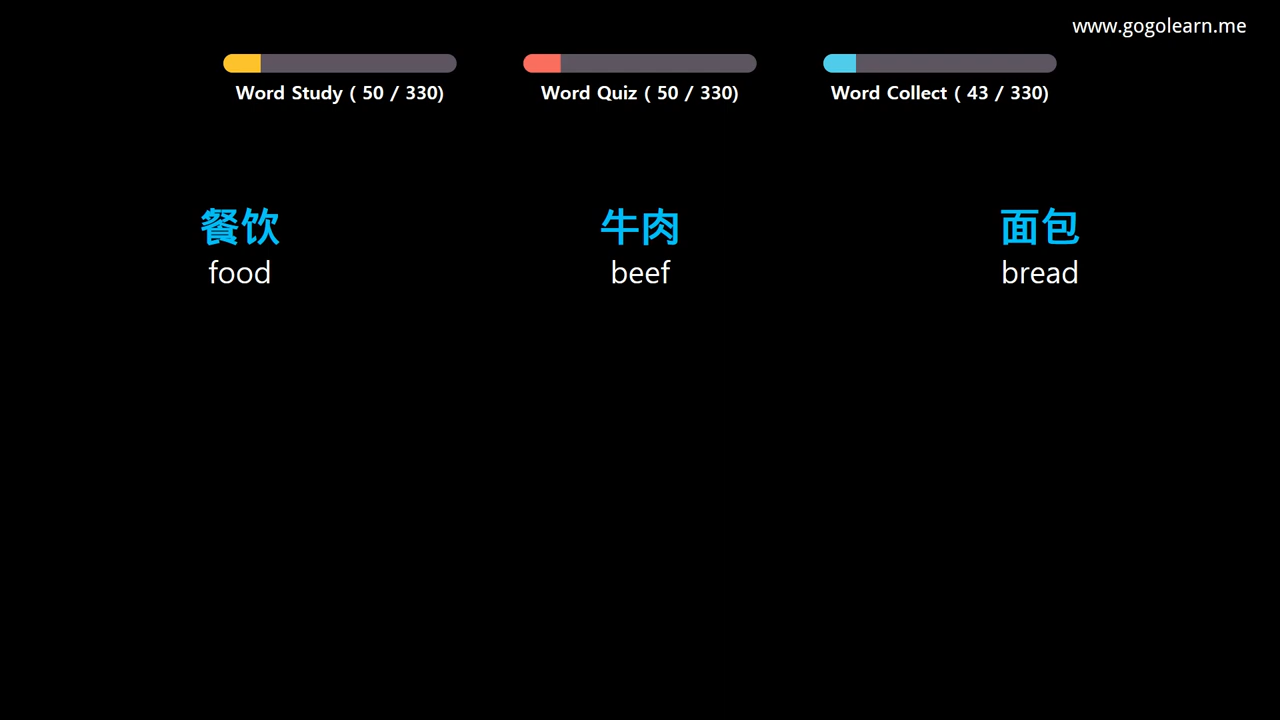 www.gogolearn.me
Word Study ( 50 / 330)
Word Quiz ( 50 / 330)
Word Collect ( 43 / 330)
餐饮
food
牛肉
beef
面包
bread